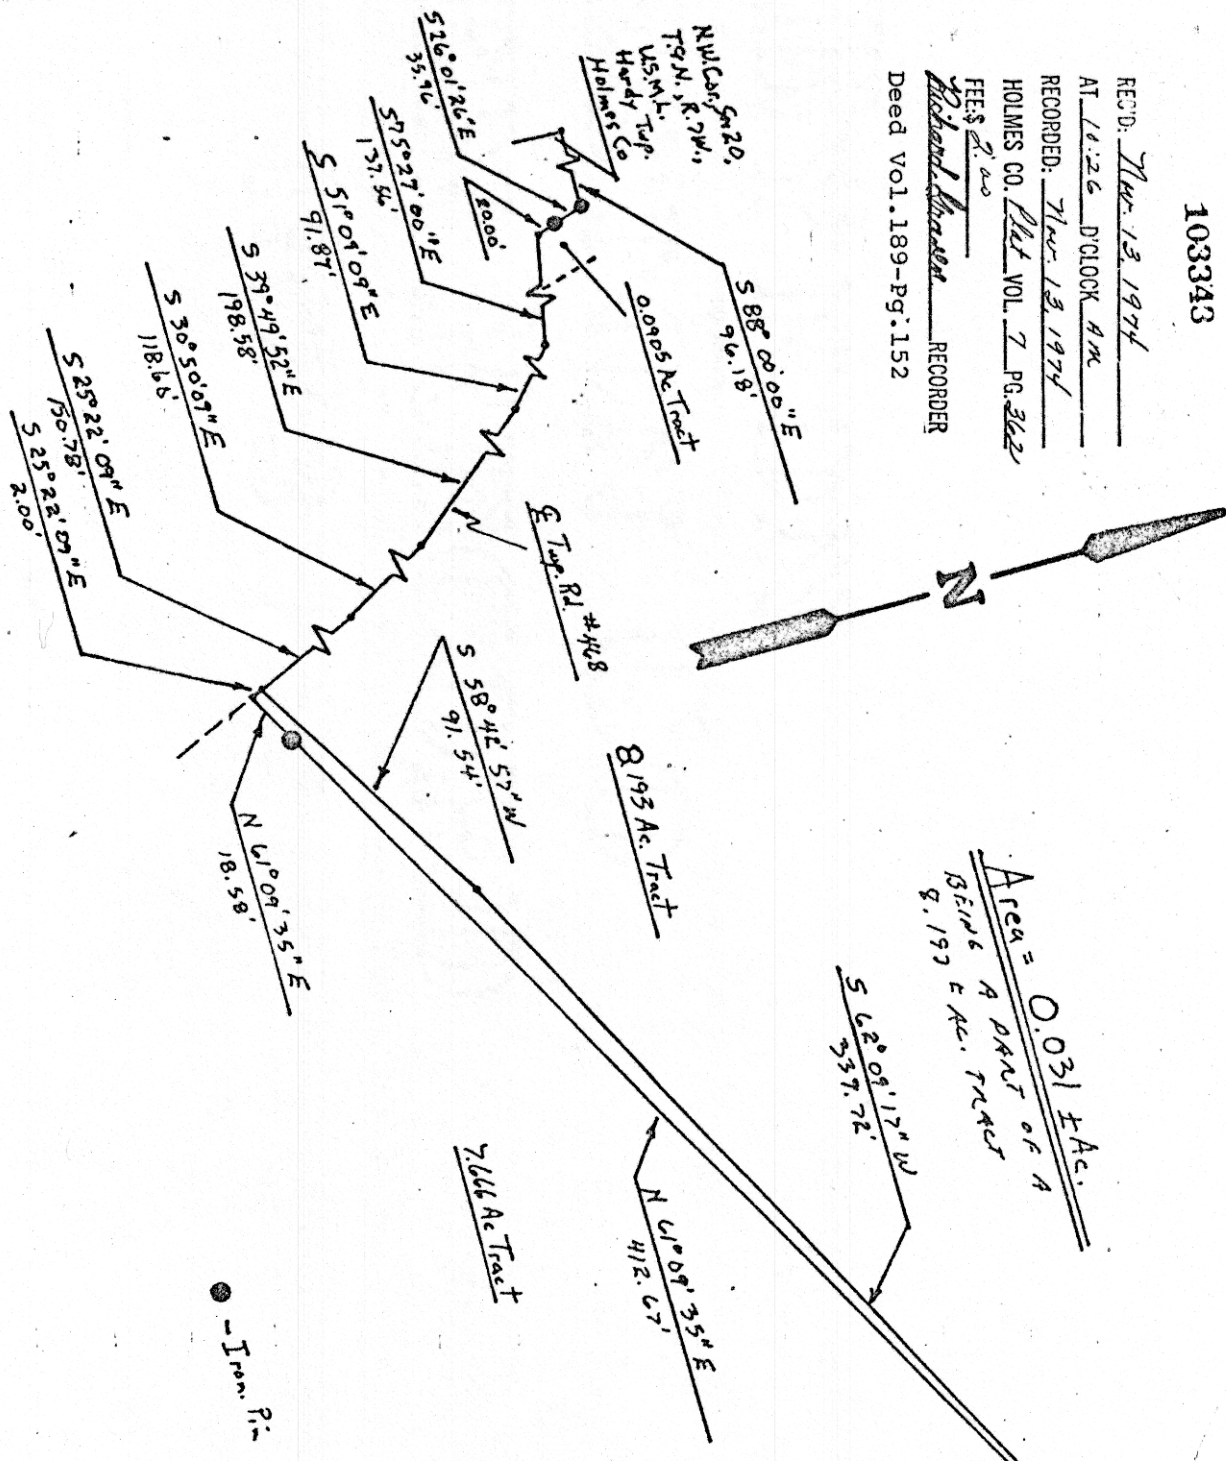 103343
REC'D: Nov. 13, 1974
AT 10:26 O'CLOCK AM
RECORDED: Nov. 13, 1974
HOLMES CO. Plat VOL. 7 PG. 362
FEE$ 2.00
Richard RECORDER
Deed Vol.189-Pg.152
N.W. Cor. Sn 20,
T.9N., R.7W.,
U.S.M.L.
Hardy Twp.
Holmes Co
S 88° 00' 00" E
96.18'
S 26° 01' 26" E
35.96'
20.00'
0.0905 Ac Tract
S 75° 27' 00" E
137.56'
S 51° 09' 09" E
91.87'
S 39° 49' 52" E
198.58'
S 30° 50' 09" E
118.66'
S 25° 22' 09" E
150.78'
S 25° 22' 09" E
2.00'
℄ Twp. Rd. #468
N
S 58° 42' 57" W
91.54'
8.193 Ac. Tract
N 61° 09' 35" E
18.58'
Area = 0.031 ± Ac.
BEING A PART OF A
8.193 ± AC. TRACT
S 62° 09' 17" W
339.72'
N 61° 09' 35" E
412.67'
7.666 Ac Tract
- Iron Pin